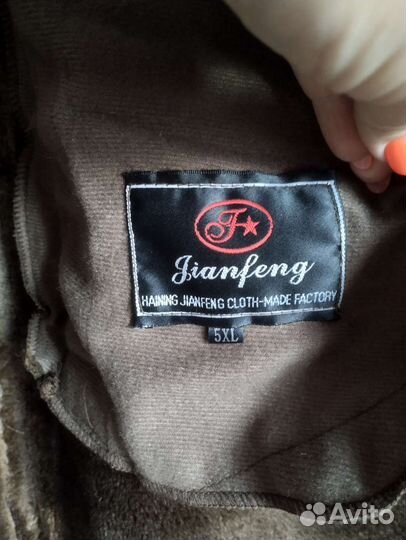 F★
Jianfeng
HAINING JIANFENG CLOTH-MADE FACTORY
5XL
Avito